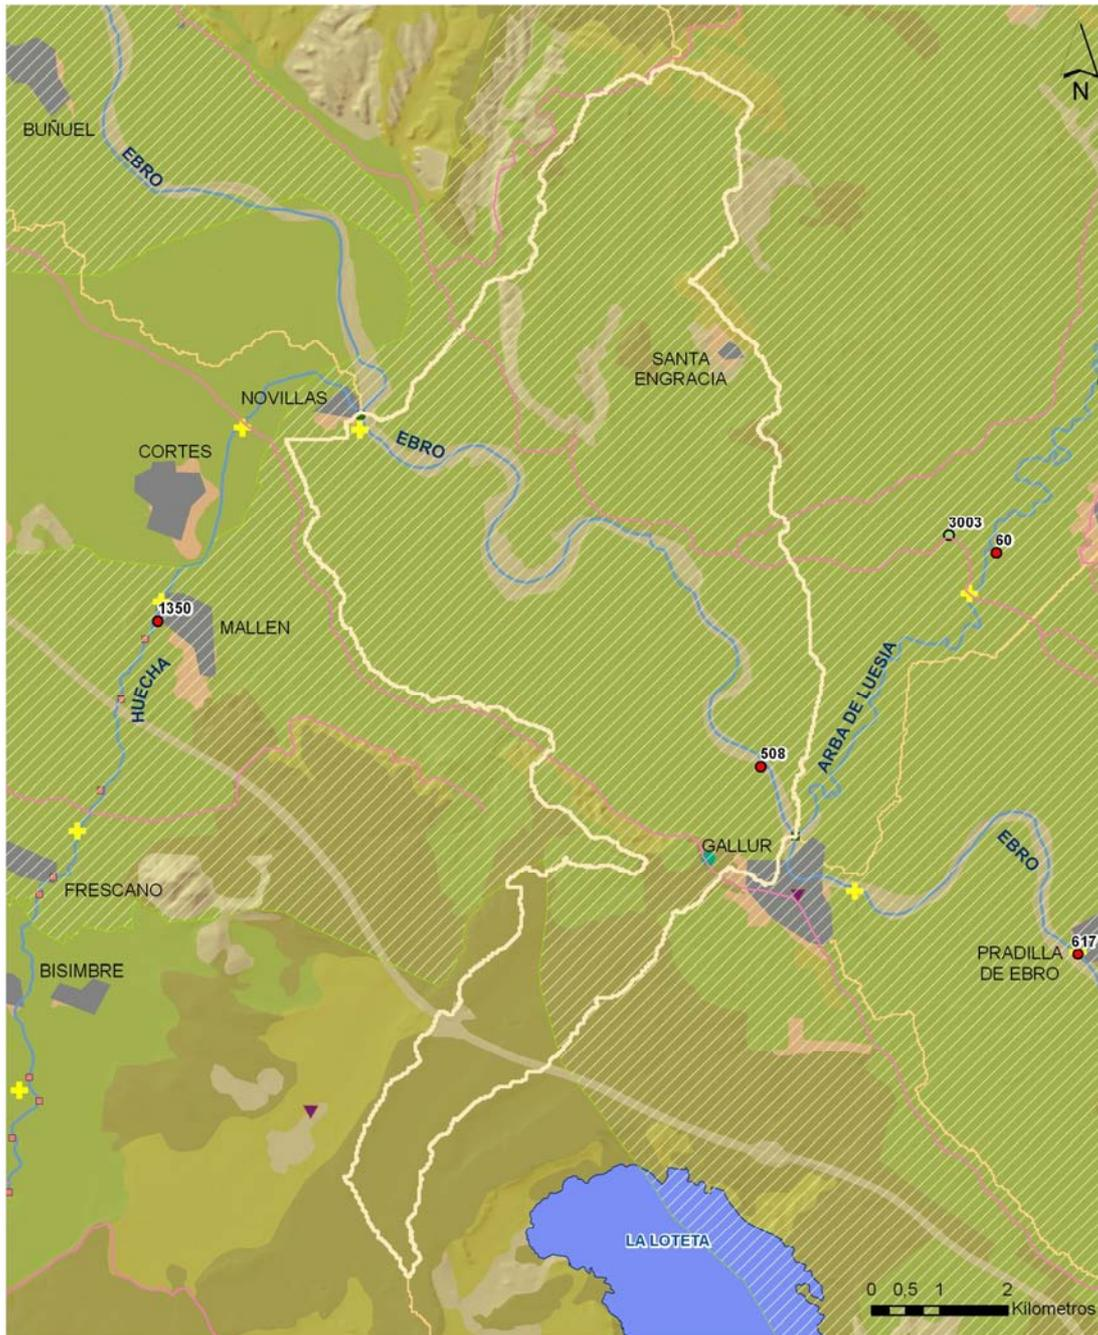 N
BUÑUEL
EBRO
SANTA
ENGRACIA
NOVILLAS
EBRO
CORTES
3003
60
1350
MALLEN
HUECHA
ARBA DE LUESIA
508
GALLUR
EBRO
FRESCANO
617
PRADILLA
DE EBRO
BISIMBRE
LA LOTETA
0 0,5 1 2
Kilometros